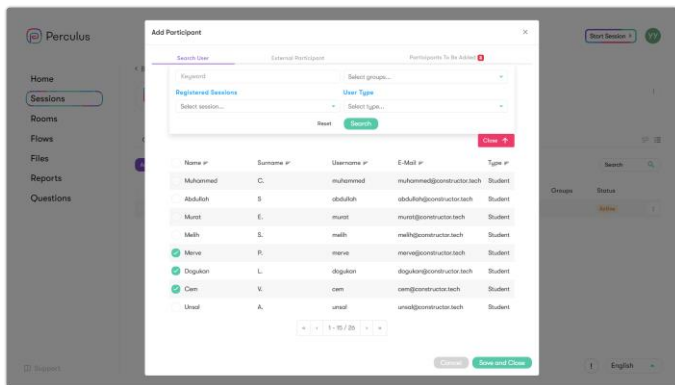 Perculus
Add Participant
×
Start Session >
YY
Search User
External Participant
Participants To Be Added
Home
Sessions
Rooms
Flows
Files
Reports
Questions
Keyword
Select groups...
Registered Sessions
User Type
Select session...
Select type...
Reset
Search
Close
Name
Surname
Username
E-Mail
Type
Muhammed
C.
muhammed
muhammed@constructor.tech
Student
Abdullah
S
abdullah
abdullah@constructor.tech
Student
Murat
E.
murat
murat@constructor.tech
Student
Melih
S.
melih
melih@constructor.tech
Student
Merve
P.
merve
merve@constructor.tech
Student
Dogukan
L.
dogukan
dogukan@constructor.tech
Student
Cem
V.
cem
cem@constructor.tech
Student
Unsal
A.
unsal
unsal@constructor.tech
Student
« ‹ 1 - 15 / 25 › »
Cancel
Save and Close
Search
Groups
Status
Active
Support
English